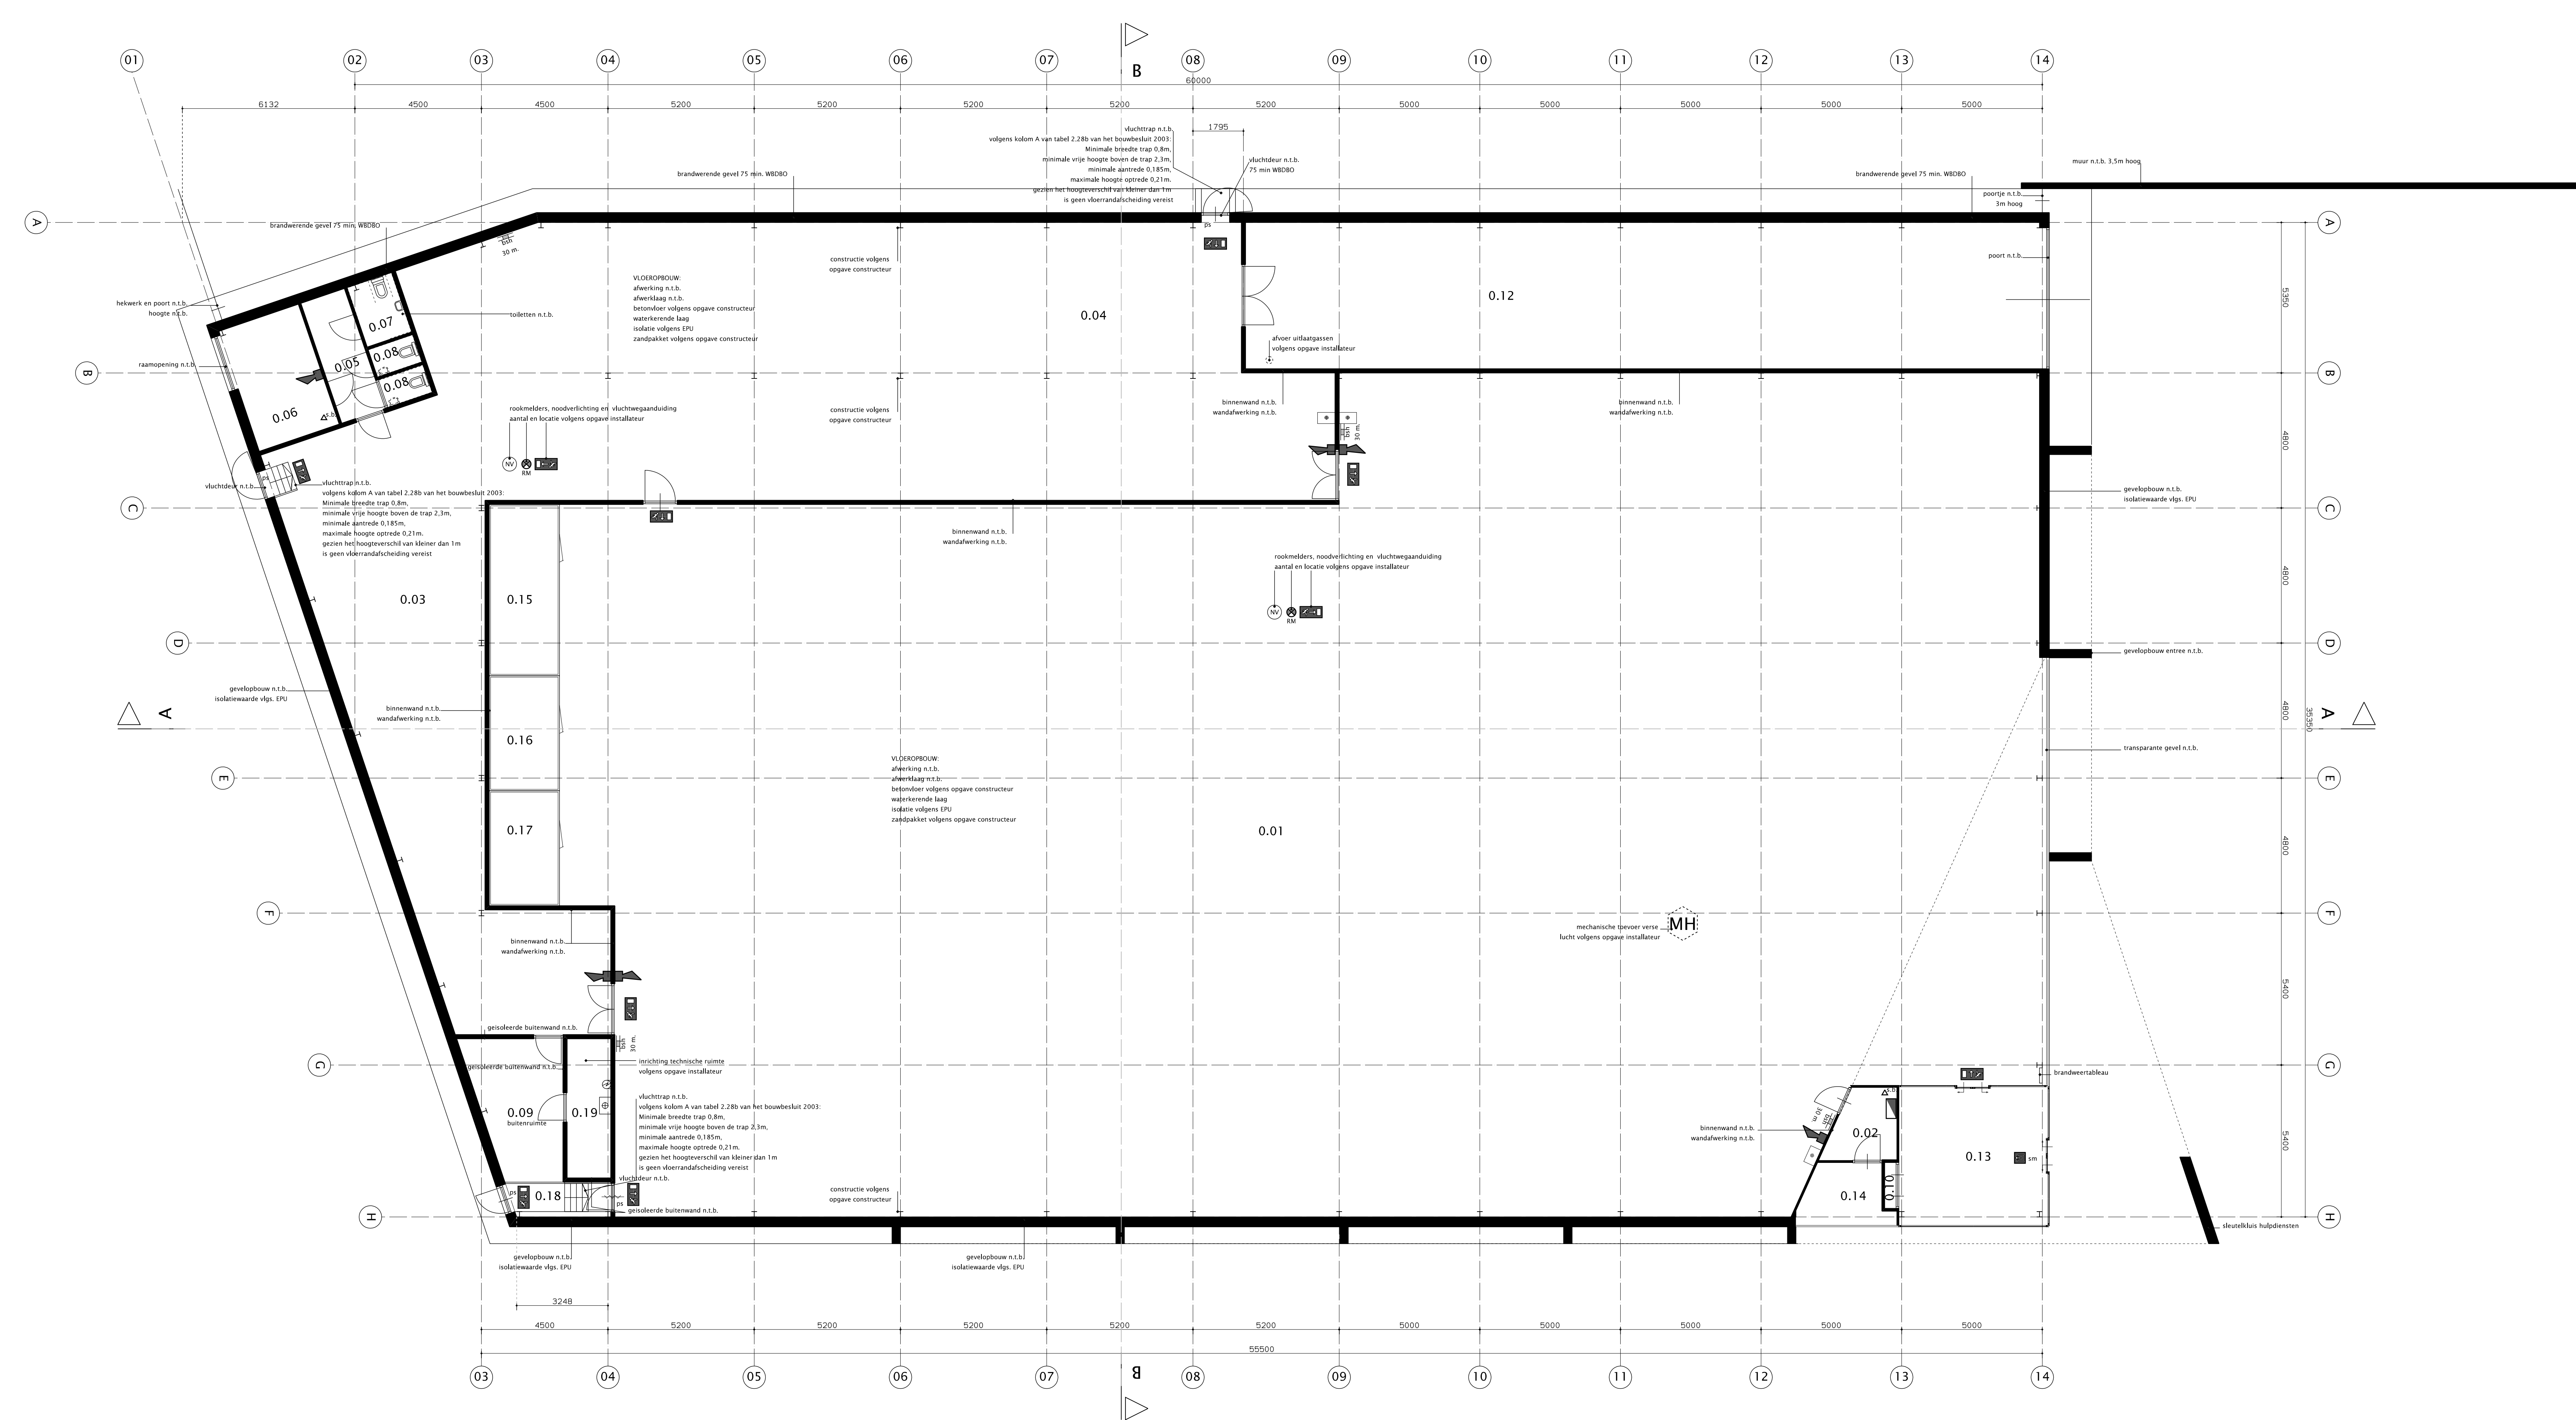 B
01
02
03
04
05
06
07
08
09
10
11
12
13
14
60000
6132
4500
4500
5200
5200
5200
5200
5200
5000
5000
5000
5000
5000
1795
vluchttrap n.t.b.
volgens kolom A van tabel 2.28b van het bouwbesluit 2003:
Minimale breedte trap 0,8m,
minimale vrije hoogte boven de trap 2,3m,
minimale aantrede 0,185m,
maximale hoogte optrede 0,21m.
gezien het hoogteverschil van kleiner dan 1m
is geen vloerrandafscheiding vereist
vluchtdeur n.t.b.
75 min WBDBO
brandwerende gevel 75 min. WBDBO
brandwerende gevel 75 min. WBDBO
muur n.t.b. 3,5m hoog
poortje n.t.b.
3m hoog
A
A
brandwerende gevel 75 min. WBDBO
bsh
30 m.
ps
constructie volgens
opgave constructeur
poort n.t.b.
VLOEROPBOUW:
afwerking n.t.b.
afwerklaag n.t.b.
betonvloer volgens opgave constructeur
waterkerende laag
isolatie volgens EPU
zandpakket volgens opgave constructeur
hekwerk en poort n.t.b.
hoogte n.t.b.
toiletten n.t.b.
0.04
0.12
5350
0.07
0.08
0.05
0.08
0.06
s.b.
raamopening n.t.b.
afvoer uitlaatgassen
volgens opgave installateur
B
B
rookmelders, noodverlichting en vluchtwegaanduiding
aantal en locatie volgens opgave installateur
NV
RM
constructie volgens
opgave constructeur
binnenwand n.t.b.
wandafwerking n.t.b.
binnenwand n.t.b.
wandafwerking n.t.b.
bsh
30 m.
4800
ps
vluchtdeur n.t.b.
vluchttrap n.t.b.
volgens kolom A van tabel 2.28b van het bouwbesluit 2003:
Minimale breedte trap 0,8m,
minimale vrije hoogte boven de trap 2,3m,
minimale aantrede 0,185m,
maximale hoogte optrede 0,21m.
gezien het hoogteverschil van kleiner dan 1m
is geen vloerrandafscheiding vereist
gevelopbouw n.t.b.
isolatiewaarde vlgs. EPU
C
C
binnenwand n.t.b.
wandafwerking n.t.b.
rookmelders, noodverlichting en vluchtwegaanduiding
aantal en locatie volgens opgave installateur
NV
RM
4800
0.03
0.15
D
D
gevelopbouw entree n.t.b.
gevelopbouw n.t.b.
isolatiewaarde vlgs. EPU
binnenwand n.t.b.
wandafwerking n.t.b.
A
A
4800
35350
0.16
transparante gevel n.t.b.
VLOEROPBOUW:
afwerking n.t.b.
afwerklaag n.t.b.
betonvloer volgens opgave constructeur
waterkerende laag
isolatie volgens EPU
zandpakket volgens opgave constructeur
E
E
0.17
0.01
4800
F
F
mechanische toevoer verse
lucht volgens opgave installateur
MH
binnenwand n.t.b.
wandafwerking n.t.b.
5400
geisoleerde buitenwand n.t.b.
bsh
30 m.
inrichting technische ruimte
volgens opgave installateur
geisoleerde buitenwand n.t.b.
G
G
brandweertableau
vluchttrap n.t.b.
volgens kolom A van tabel 2.28b van het bouwbesluit 2003:
Minimale breedte trap 0,8m,
minimale vrije hoogte boven de trap 2,3m,
minimale aantrede 0,185m,
maximale hoogte optrede 0,21m.
gezien het hoogteverschil van kleiner dan 1m
is geen vloerrandafscheiding vereist
vluchtdeur n.t.b.
0.09
buitenruimte
0.19
s.b.
30 m.
bsh
binnenwand n.t.b.
wandafwerking n.t.b.
0.02
0.13
sm
5400
ps
0.18
ps
geisoleerde buitenwand n.t.b.
constructie volgens
opgave constructeur
0.14
0.10
H
H
sleutelkluis hulpdiensten
gevelopbouw n.t.b.
isolatiewaarde vlgs. EPU
gevelopbouw n.t.b.
isolatiewaarde vlgs. EPU
3248
4500
5200
5200
5200
5200
5200
5000
5000
5000
5000
5000
55500
03
04
05
06
07
08
09
10
11
12
13
14
B